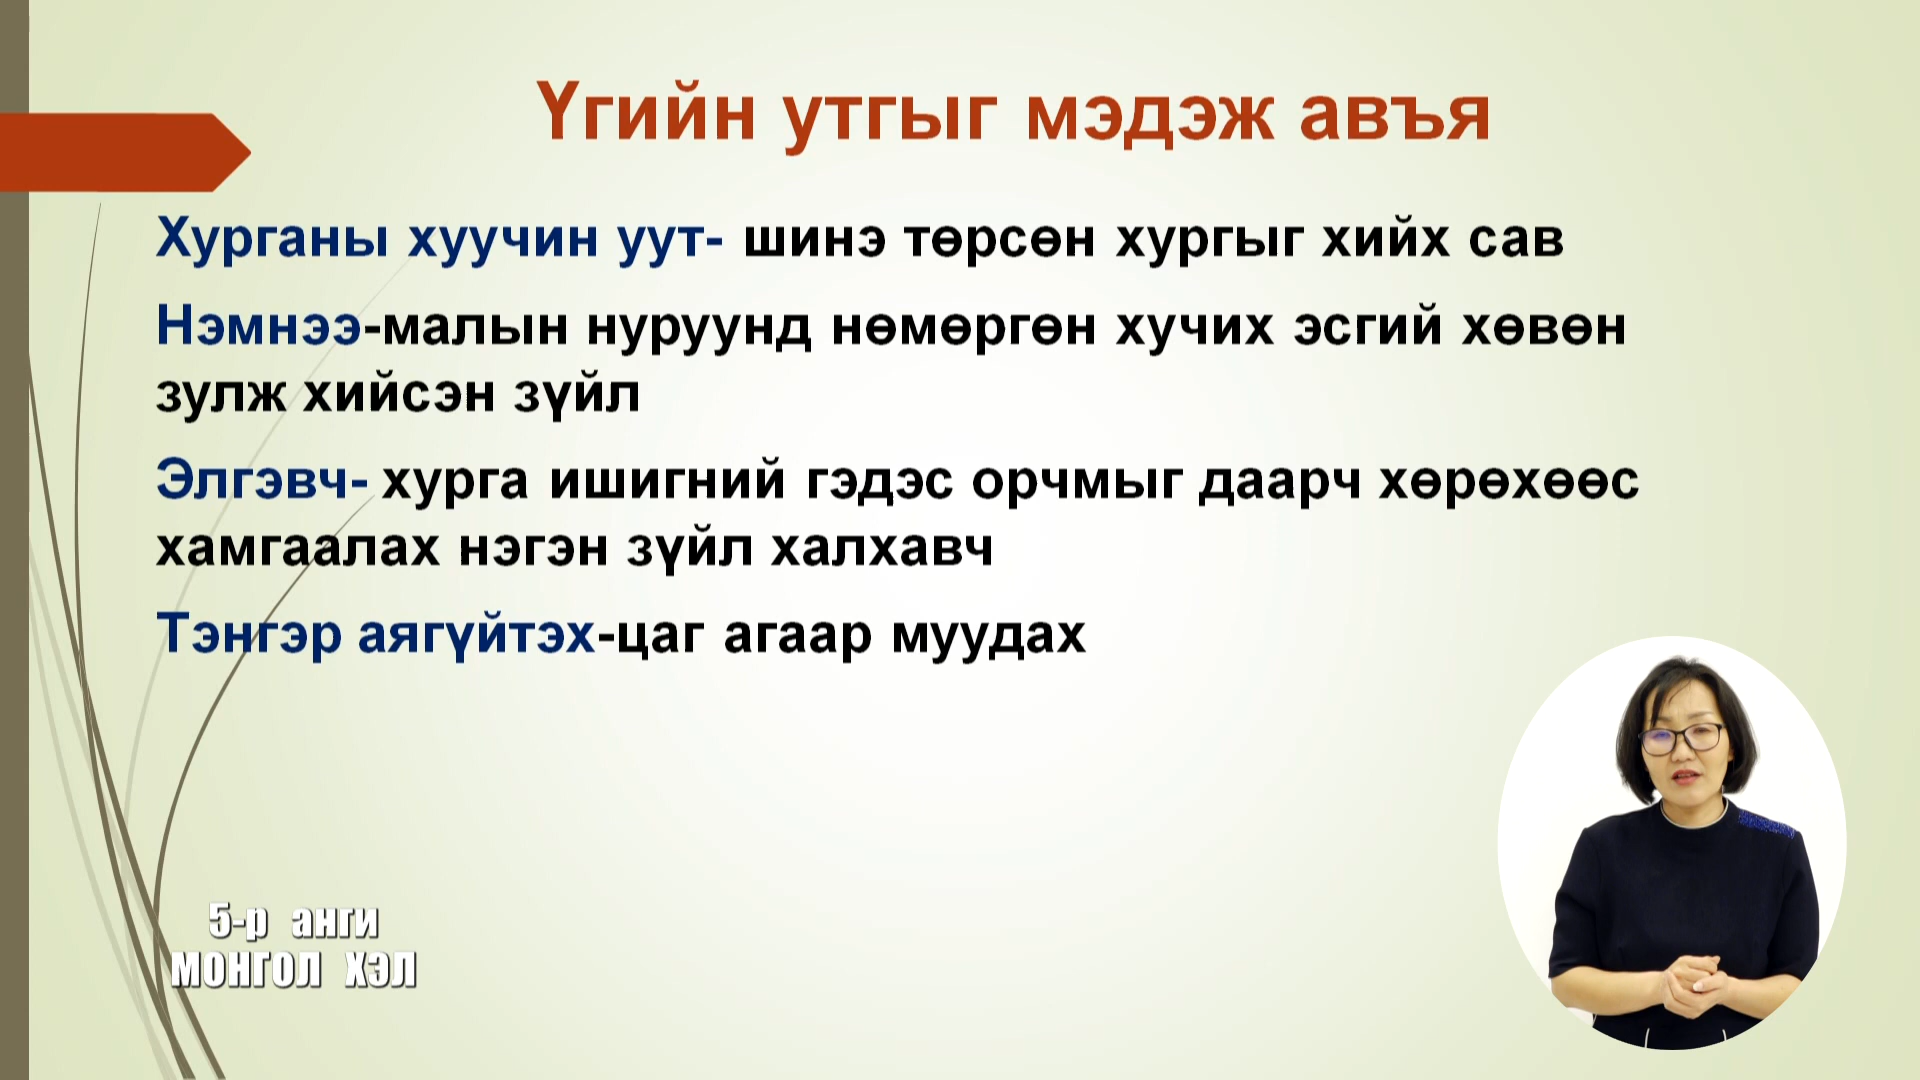 Үгийн утгыг мэдэж авъя
Хурганы хуучин уут- шинэ төрсөн хургыг хийх сав
Нэмнээ-малын нуруунд нөмөргөн хучих эсгий хөвөн
зулж хийсэн зүйл
Элгэвч- хурга ишигний гэдэс орчмыг даарч хөрөхөөс
хамгаалах нэгэн зүйл халхавч
Тэнгэр аягүйтэх-цаг агаар муудах
5-р анги
МОНГОЛ ХЭЛ